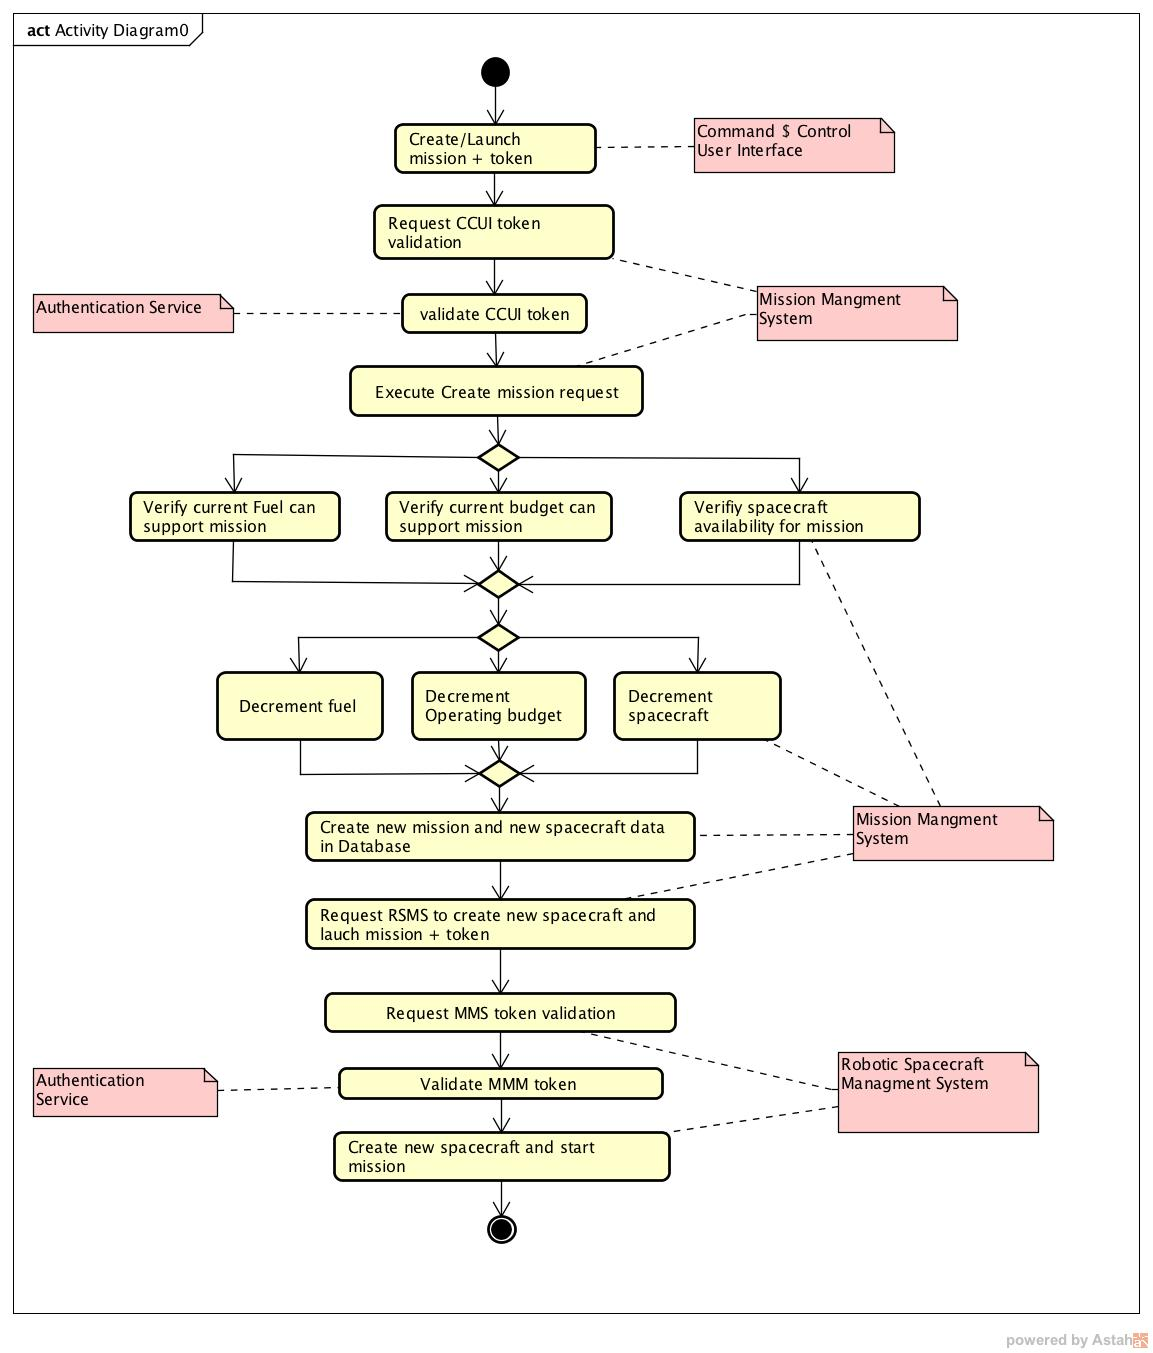 act Activity Diagram0
Create/Launch
mission + token
Command $ Control
User Interface
Request CCUI token
validation
Authentication Service
validate CCUI token
Mission Mangment
System
Execute Create mission request
Verify current Fuel can
support mission
Verify current budget can
support mission
Verifiy spacecraft
availability for mission
Decrement fuel
Decrement
Operating budget
Decrement
spacecraft
Create new mission and new spacecraft data
in Database
Mission Mangment
System
Request RSMS to create new spacecraft and
lauch mission + token
Request MMS token validation
Robotic Spacecraft
Managment System
Authentication
Service
Validate MMM token
Create new spacecraft and start
mission
powered by Astah